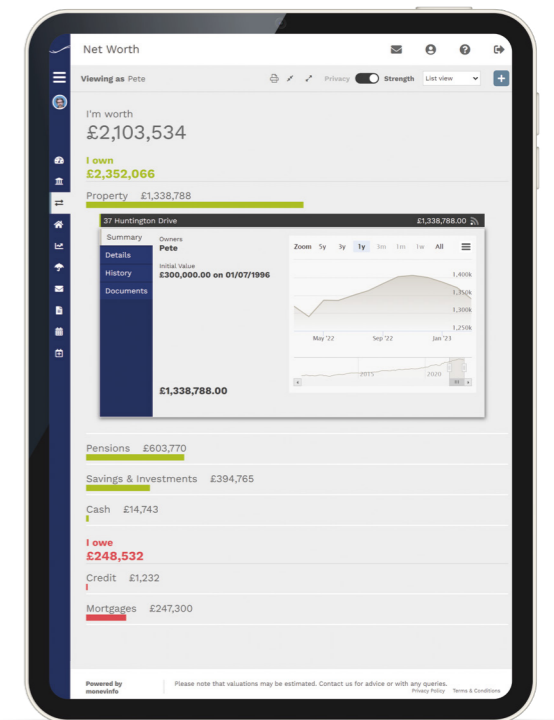 Net Worth
Viewing as Pete
Privacy
Strength
List view
I'm worth
£2,103,534
I own
£2,352,066
Property £1,338,788
37 Huntington Drive
£1,338,788.00
Summary
Details
History
Documents
Owners
Pete
Initial Value
£300,000.00 on 01/07/1996
£1,338,788.00
Zoom 5y 3y 1y 3m 1m 1w All
1,400k
1,350k
1,300k
1,250k
May '22 Sep '22 Jan '23
2015 2020
Pensions £603,770
Savings & Investments £394,765
Cash £14,743
I owe
£248,532
Credit £1,232
Mortgages £247,300
Powered by
moneyinfo
Please note that valuations may be estimated. Contact us for advice or with any queries.
Privacy Policy Terms & Conditions